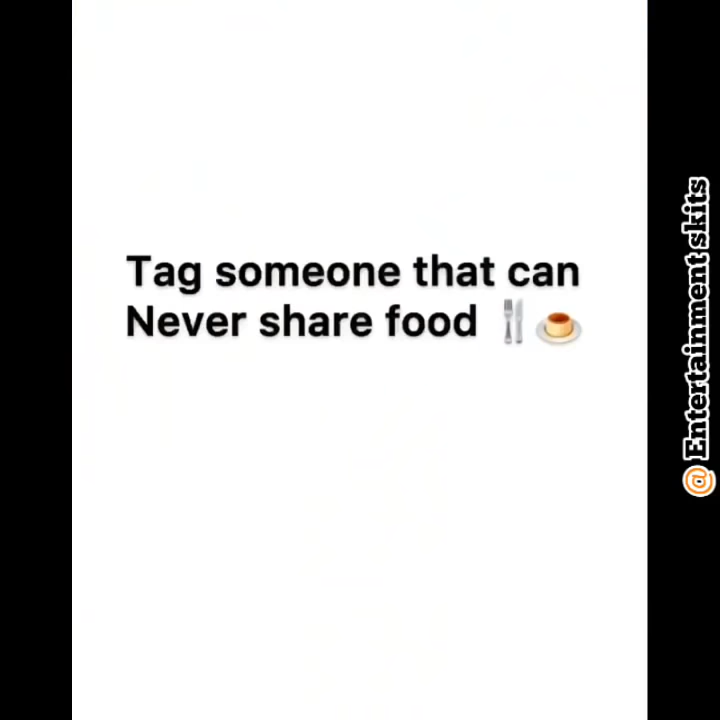 Tag someone that can
Never share food 🍽️🍮
@Entertainment skits